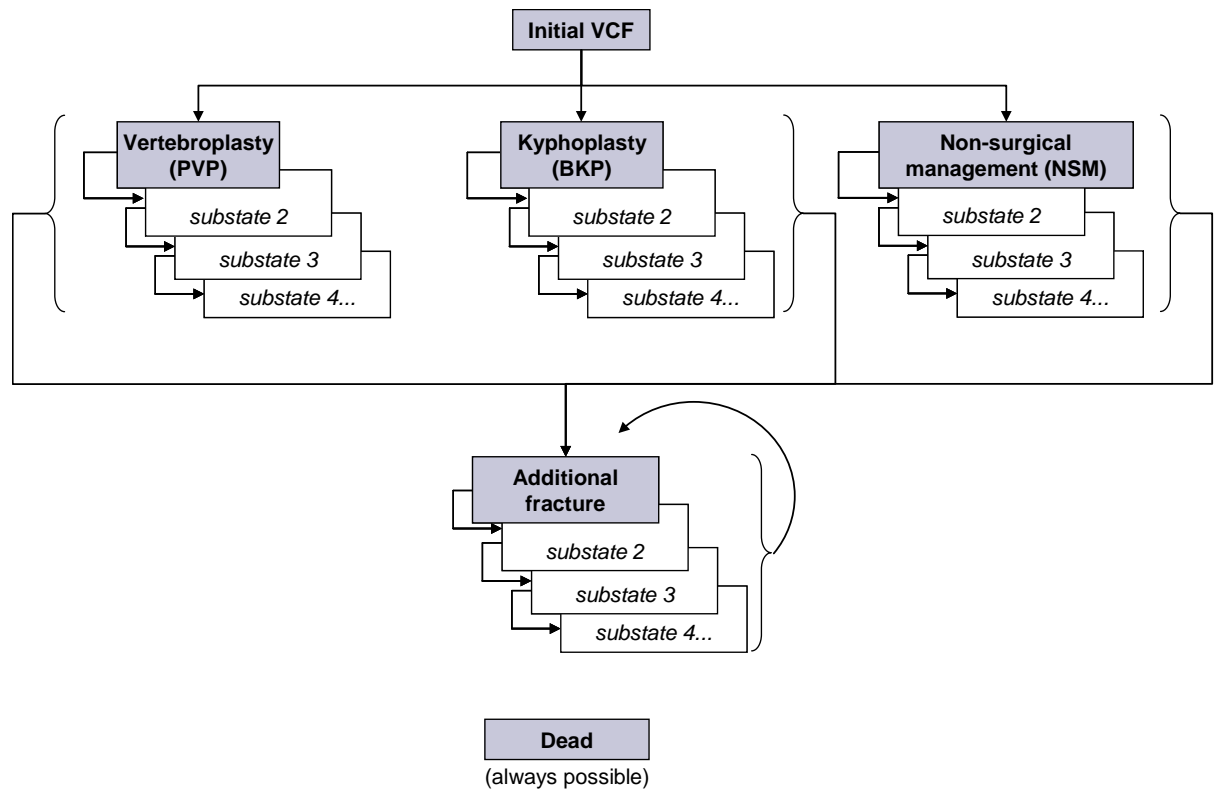 Initial VCF
Vertebroplasty
(PVP)
substate 2
substate 3
substate 4...
Kyphoplasty
(BKP)
substate 2
substate 3
substate 4...
Non-surgical
management (NSM)
substate 2
substate 3
substate 4...
Additional
fracture
substate 2
substate 3
substate 4...
Dead
(always possible)